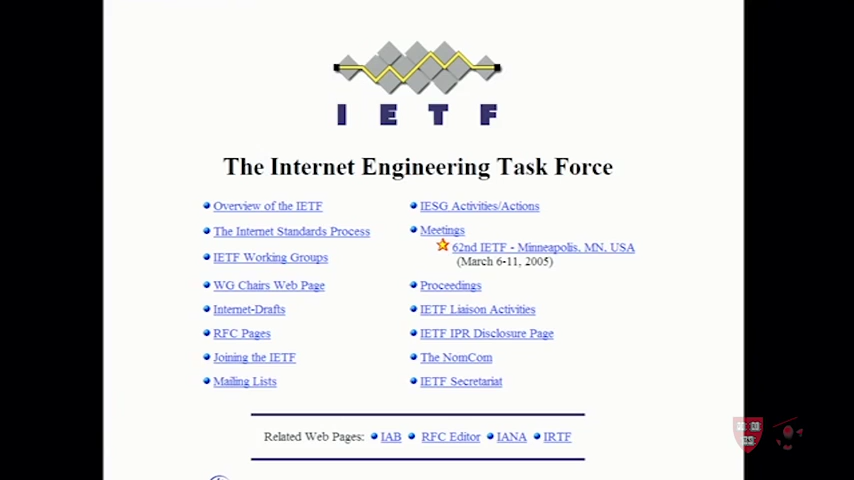 IETF
The Internet Engineering Task Force
Overview of the IETF
The Internet Standards Process
IETF Working Groups
WG Chairs Web Page
Internet-Drafts
RFC Pages
Joining the IETF
Mailing Lists
IESG Activities/Actions
Meetings
62nd IETF - Minneapolis, MN, USA
(March 6-11, 2005)
Proceedings
IETF Liaison Activities
IETF IPR Disclosure Page
The NomCom
IETF Secretariat
Related Web Pages: IAB RFC Editor IANA IRTF